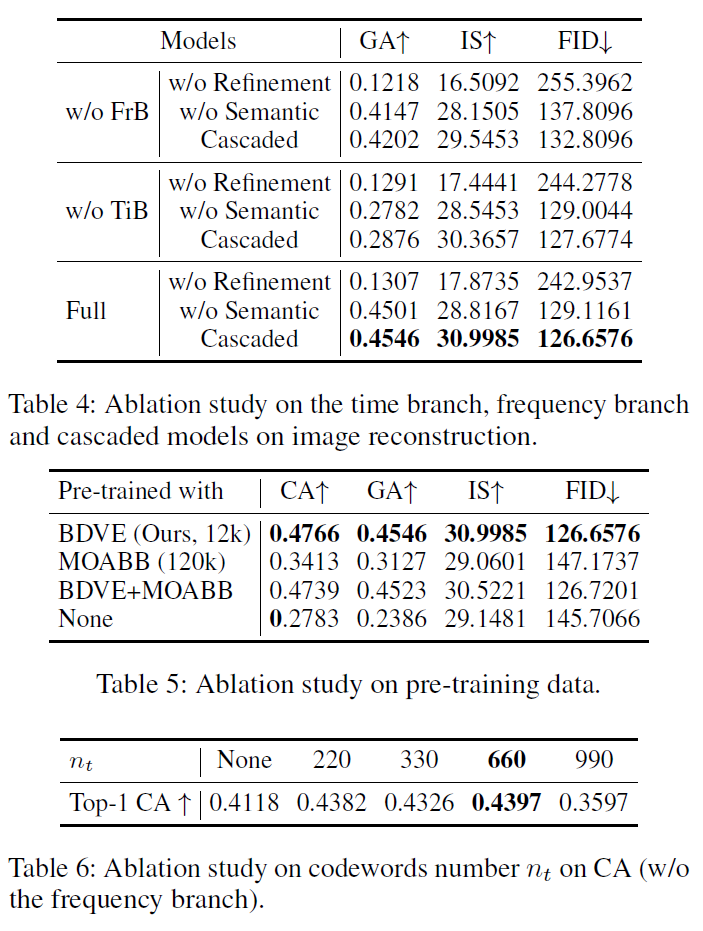 Models GA↑ IS↑ FID↓
w/o Refinement 0.1218 16.5092 255.3962
w/o FrB w/o Semantic 0.4147 28.1505 137.8096
Cascaded 0.4202 29.5453 132.8096
w/o Refinement 0.1291 17.4441 244.2778
w/o TiB w/o Semantic 0.2782 28.5453 129.0044
Cascaded 0.2876 30.3657 127.6774
w/o Refinement 0.1307 17.8735 242.9537
Full w/o Semantic 0.4501 28.8167 129.1161
Cascaded 0.4546 30.9985 126.6576
Table 4: Ablation study on the time branch, frequency branch
and cascaded models on image reconstruction.
Pre-trained with CA↑ GA↑ IS↑ FID↓
BDVE (Ours, 12k) 0.4766 0.4546 30.9985 126.6576
MOABB (120k) 0.3413 0.3127 29.0601 147.1737
BDVE+MOABB 0.4739 0.4523 30.5221 126.7201
None 0.2783 0.2386 29.1481 145.7066
Table 5: Ablation study on pre-training data.
n_t None 220 330 660 990
Top-1 CA ↑ 0.4118 0.4382 0.4326 0.4397 0.3597
Table 6: Ablation study on codewords number n_t on CA (w/o
the frequency branch).